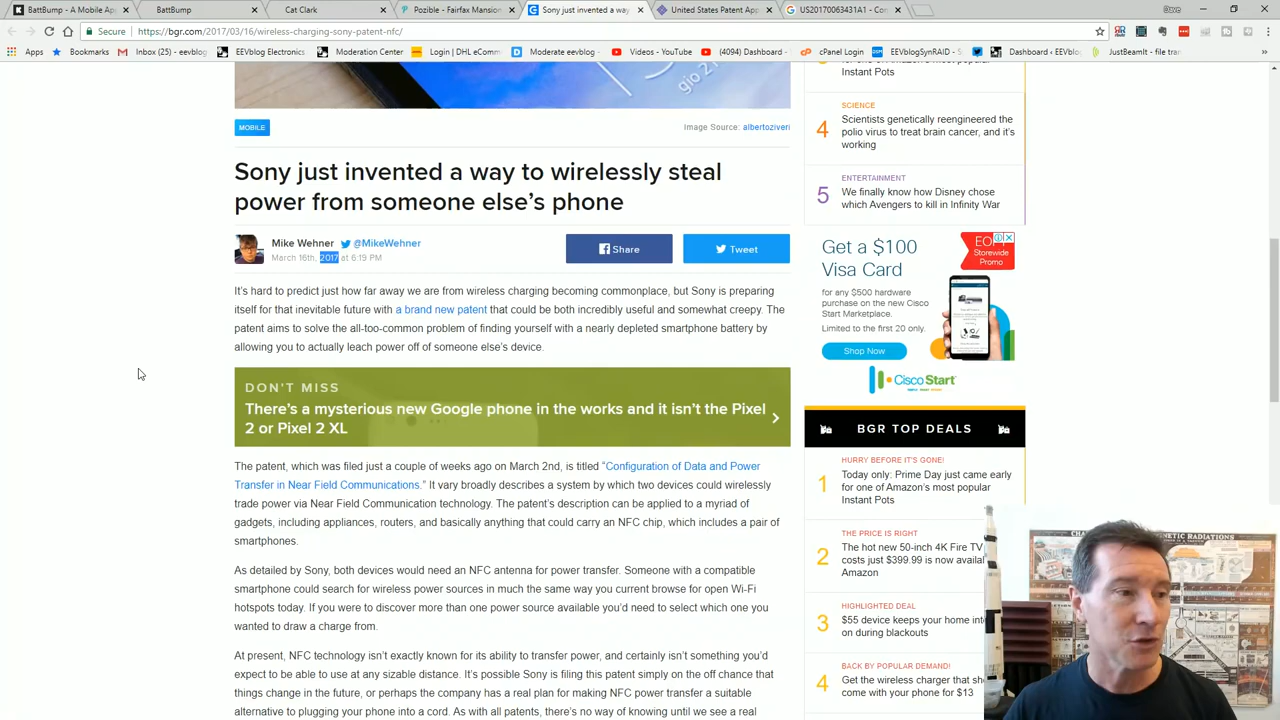 BattBump - A Mobile App
BattBump
Cat Clark
Pozible - Fairfax Mansion
Sony just invented a way
United States Patent App
US20170063431A1 - Con
Dave
Secure
https://bgr.com/2017/03/16/wireless-charging-sony-patent-nfc/
Apps
Bookmarks
Inbox (25) - eevblog
EEVblog Electronics
Moderation Center
Login | DHL eComme
Moderate eevblog
Videos - YouTube
(4094) Dashboard -
cPanel Login
EEVblogSynRAID - S
Dashboard ‹ EEVblog
JustBeamIt - file tran
gio 21
for one of Amazon's most popular
Instant Pots
SCIENCE
4
Scientists genetically reengineered the
polio virus to treat brain cancer, and it's
working
ENTERTAINMENT
5
We finally know how Disney chose
which Avengers to kill in Infinity War
MOBILE
Image Source: albertoziveri
Sony just invented a way to wirelessly steal
power from someone else's phone
Mike Wehner @MikeWehner
March 16th, 2017 at 6:19 PM
Share
Tweet
It's hard to predict just how far away we are from wireless charging becoming commonplace, but Sony is preparing
itself for that inevitable future with a brand new patent that could be both incredibly useful and somewhat creepy. The
patent aims to solve the all-too-common problem of finding yourself with a nearly depleted smartphone battery by
allowing you to actually leach power off of someone else's device.
DON'T MISS
There's a mysterious new Google phone in the works and it isn't the Pixel
2 or Pixel 2 XL
The patent, which was filed just a couple of weeks ago on March 2nd, is titled "Configuration of Data and Power
Transfer in Near Field Communications." It vary broadly describes a system by which two devices could wirelessly
trade power via Near Field Communication technology. The patent's description can be applied to a myriad of
gadgets, including appliances, routers, and basically anything that could carry an NFC chip, which includes a pair of
smartphones.
As detailed by Sony, both devices would need an NFC antenna for power transfer. Someone with a compatible
smartphone could search for wireless power sources in much the same way you current browse for open Wi-Fi
hotspots today. If you were to discover more than one power source available you'd need to select which one you
wanted to draw a charge from.
At present, NFC technology isn't exactly known for its ability to transfer power, and certainly isn't something you'd
expect to be able to use at any sizable distance. It's possible Sony is filing this patent simply on the off chance that
things change in the future, or perhaps the company has a real plan for making NFC power transfer a suitable
alternative to plugging your phone into a cord. As with all patents, there's no way of knowing until we see a real
Get a $100
Visa Card
EOFY
Storewide
Promo
for any $500 hardware
purchase on the new Cisco
Start Marketplace.
Limited to the first 20 only.
Shop Now
Cisco Start
BGR TOP DEALS
HURRY BEFORE IT'S GONE!
1
Today only: Prime Day just came early
for one of Amazon's most popular
Instant Pots
THE PRICE IS RIGHT
2
The hot new 50-inch 4K Fire TV
costs just $399.99 is now availa
Amazon
HIGHLIGHTED DEAL
3
$55 device keeps your home inte
on during blackouts
BACK BY POPULAR DEMAND!
4
Get the wireless charger that sh
come with your phone for $13